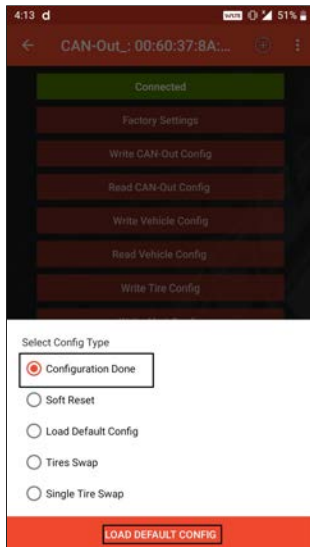 4:13 d
51%
CAN-Out_: 00:60:37:8A:...
Connected
Factory Settings
Write CAN-Out Config
Read CAN-Out Config
Write Vehicle Config
Read Vehicle Config
Write Tire Config
Select Config Type
Configuration Done
Soft Reset
Load Default Config
Tires Swap
Single Tire Swap
LOAD DEFAULT CONFIG